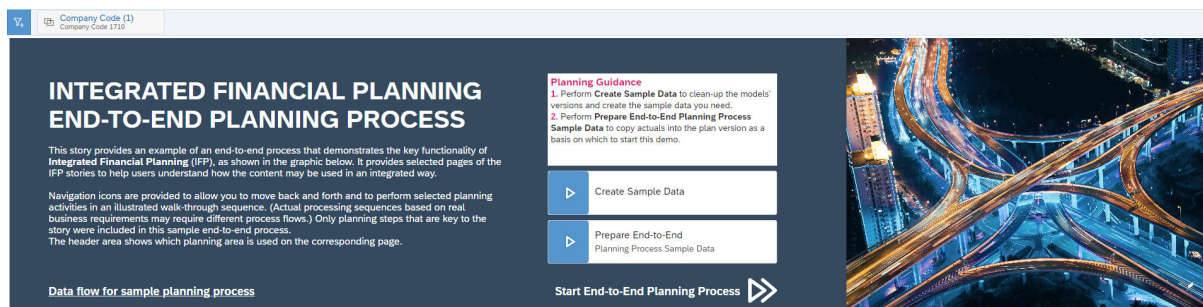 Company Code (1)
Company Code 1710
INTEGRATED FINANCIAL PLANNING
END-TO-END PLANNING PROCESS
This story provides an example of an end-to-end process that demonstrates the key functionality of
Integrated Financial Planning (IFP), as shown in the graphic below. It provides selected pages of the
IFP stories to help users understand how the content may be used in an integrated way.
Navigation icons are provided to allow you to move back and forth and to perform selected planning
activities in an illustrated walk-through sequence. (Actual processing sequences based on real
business requirements may require different process flows.) Only planning steps that are key to the
story were included in this sample end-to-end process.
The header area shows which planning area is used on the corresponding page.
Data flow for sample planning process
Planning Guidance
1. Perform Create Sample Data to clean-up the models'
versions and create the sample data you need.
2. Perform Prepare End-to-End Planning Process
Sample Data to copy actuals into the plan version as a
basis on which to start this demo.
Create Sample Data
Prepare End-to-End
Planning Process Sample Data
Start End-to-End Planning Process